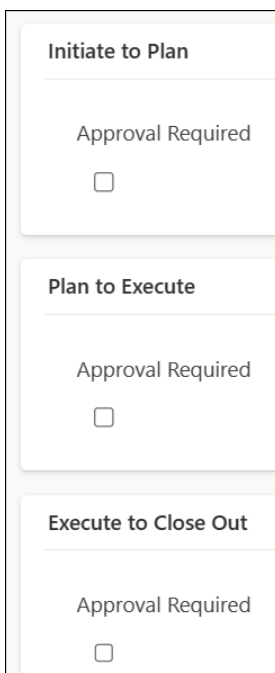 Initiate to Plan
Approval Required
Plan to Execute
Approval Required
Execute to Close Out
Approval Required